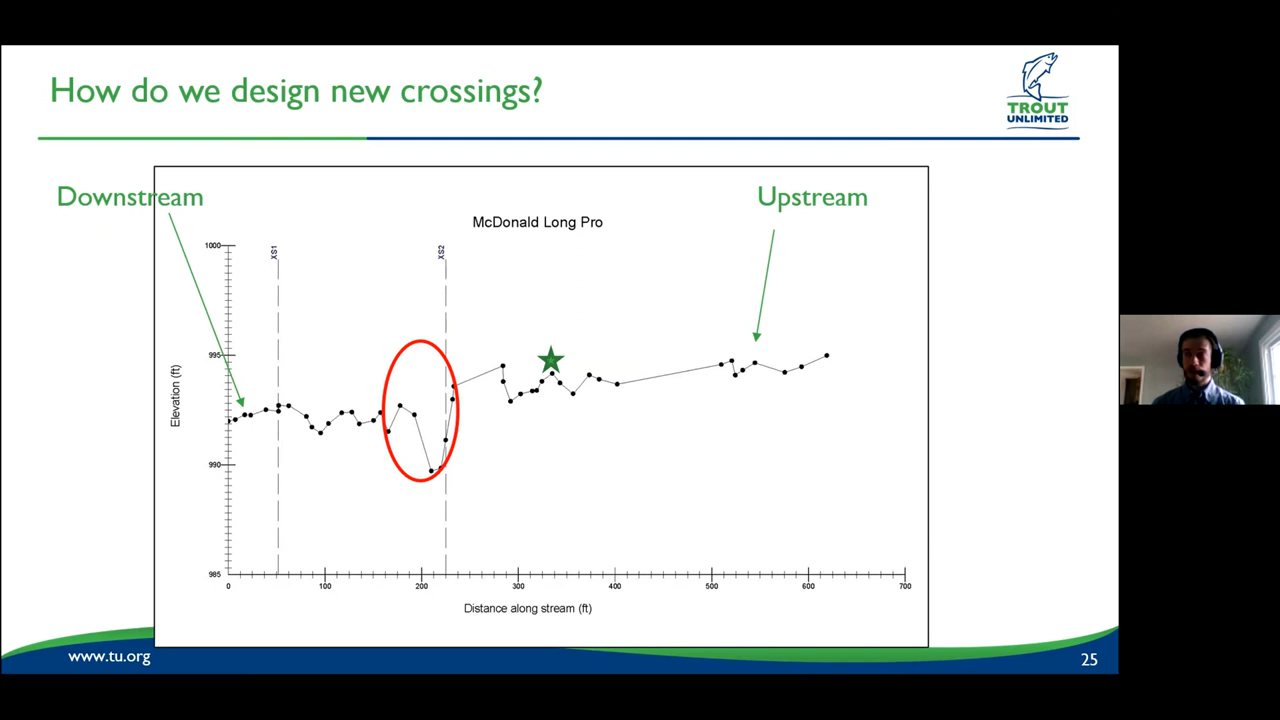 How do we design new crossings?
TROUT
UNLIMITED
Downstream
Upstream
McDonald Long Pro
XS1
XS2
1000
995
990
985
Elevation (ft)
0 100 200 300 400 500 600 700
Distance along stream (ft)
www.tu.org
25